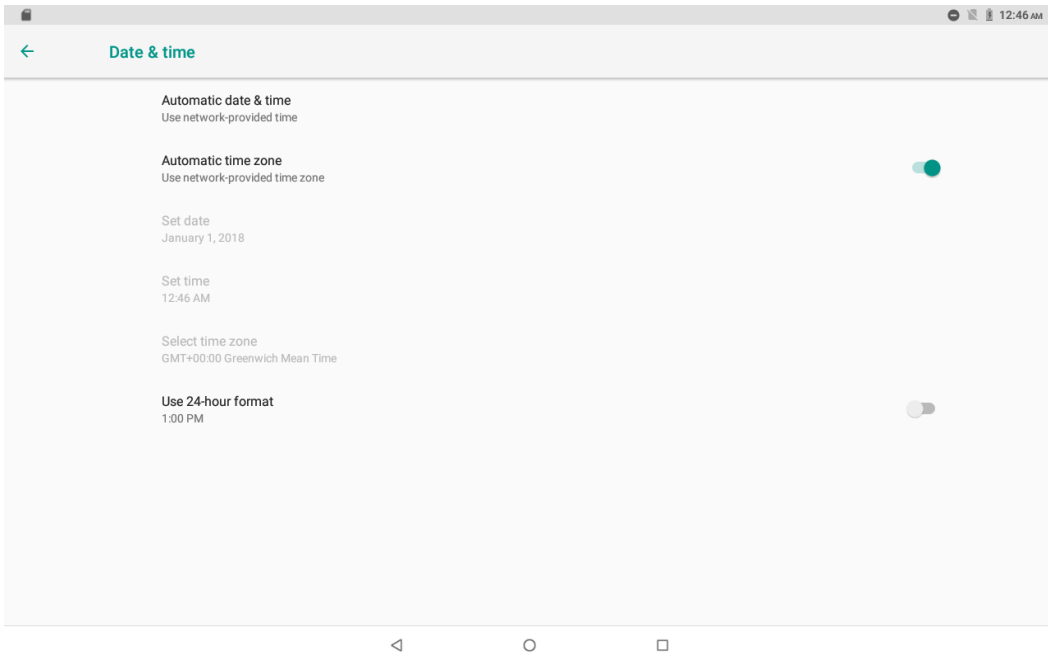 12:46 AM
Date & time
Automatic date & time
Use network-provided time
Automatic time zone
Use network-provided time zone
Set date
January 1, 2018
Set time
12:46 AM
Select time zone
GMT+00:00 Greenwich Mean Time
Use 24-hour format
1:00 PM